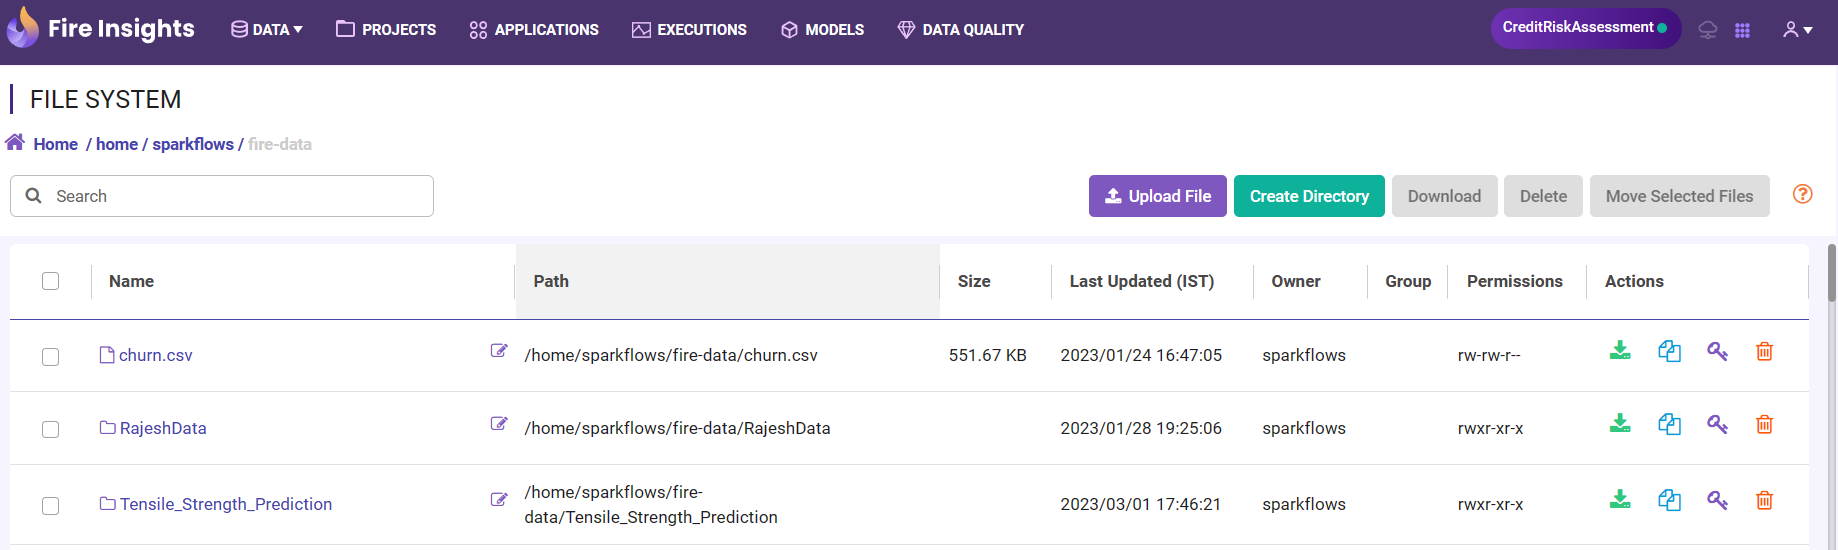 Fire Insights DATA PROJECTS APPLICATIONS EXECUTIONS MODELS DATA QUALITY CreditRiskAssessment
FILE SYSTEM
Home / home / sparkflows / fire-data
Search Upload File Create Directory Download Delete Move Selected Files ?
Name Path Size Last Updated (IST) Owner Group Permissions Actions
churn.csv /home/sparkflows/fire-data/churn.csv 551.67 KB 2023/01/24 16:47:05 sparkflows rw-rw-r--
RajeshData /home/sparkflows/fire-data/RajeshData 2023/01/28 19:25:06 sparkflows rwxr-xr-x
Tensile_Strength_Prediction /home/sparkflows/fire-
data/Tensile_Strength_Prediction 2023/03/01 17:46:21 sparkflows rwxr-xr-x